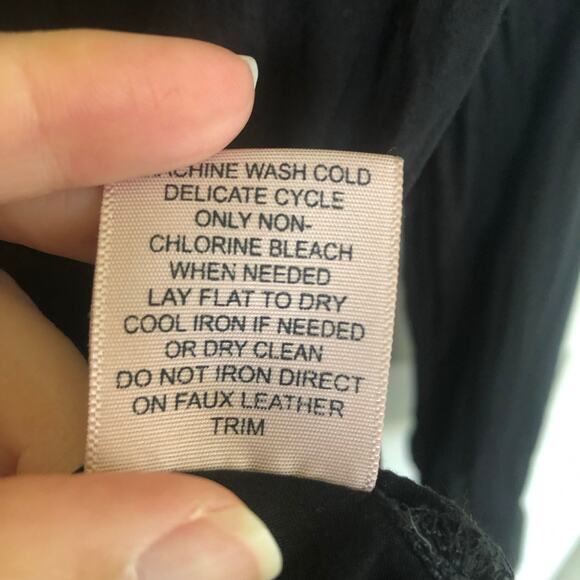 MACHINE WASH COLD
DELICATE CYCLE
ONLY NON-
CHLORINE BLEACH
WHEN NEEDED
LAY FLAT TO DRY
COOL IRON IF NEEDED
OR DRY CLEAN
DO NOT IRON DIRECT
ON FAUX LEATHER
TRIM